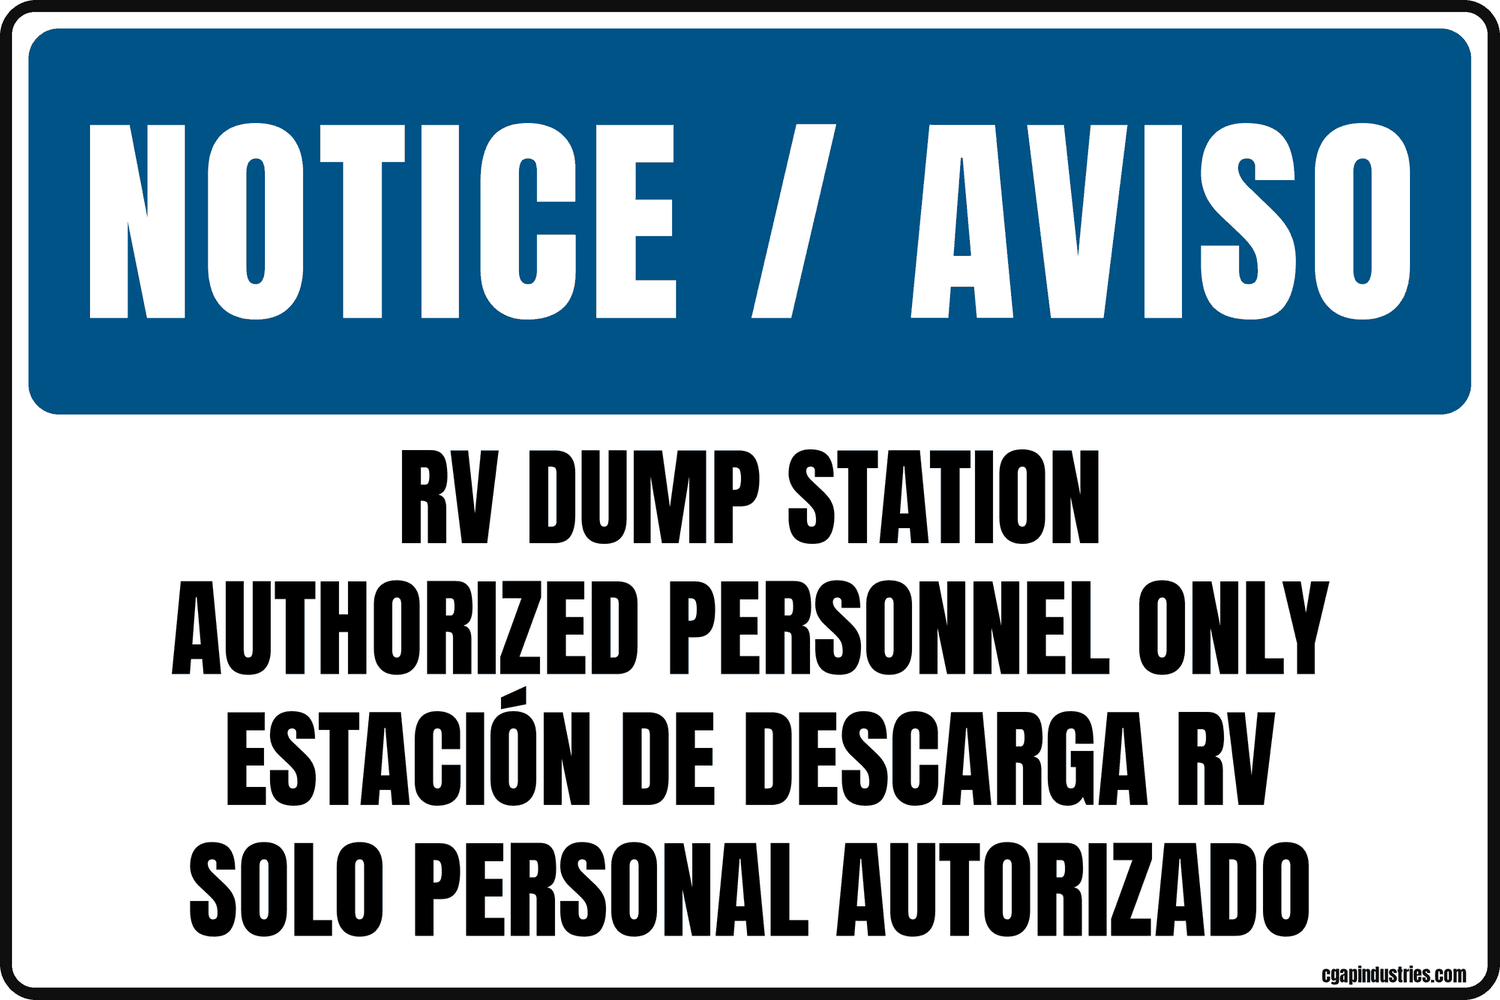 NOTICE / AVISO
RV DUMP STATION
AUTHORIZED PERSONNEL ONLY
ESTACIÓN DE DESCARGA RV
SOLO PERSONAL AUTORIZADO
cgapindustries.com